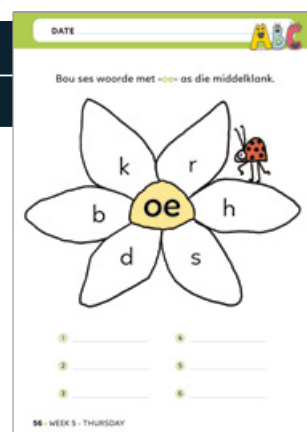 DATE
ABC
Bou ses woorde met «oe» as die middelklank.
k r
b oe h
d s
1 4
2 5
3 6
56 • WEEK 5 • THURSDAY